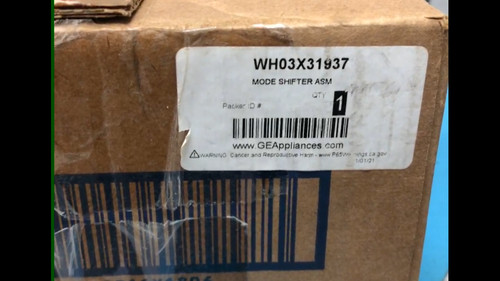 WH03X31937
MODE SHIFTER ASM
QTY
Packer ID #
1
www.GEAppliances.com
⚠WARNING: Cancer and Reproductive Harm - www.P65Warnings.ca.gov